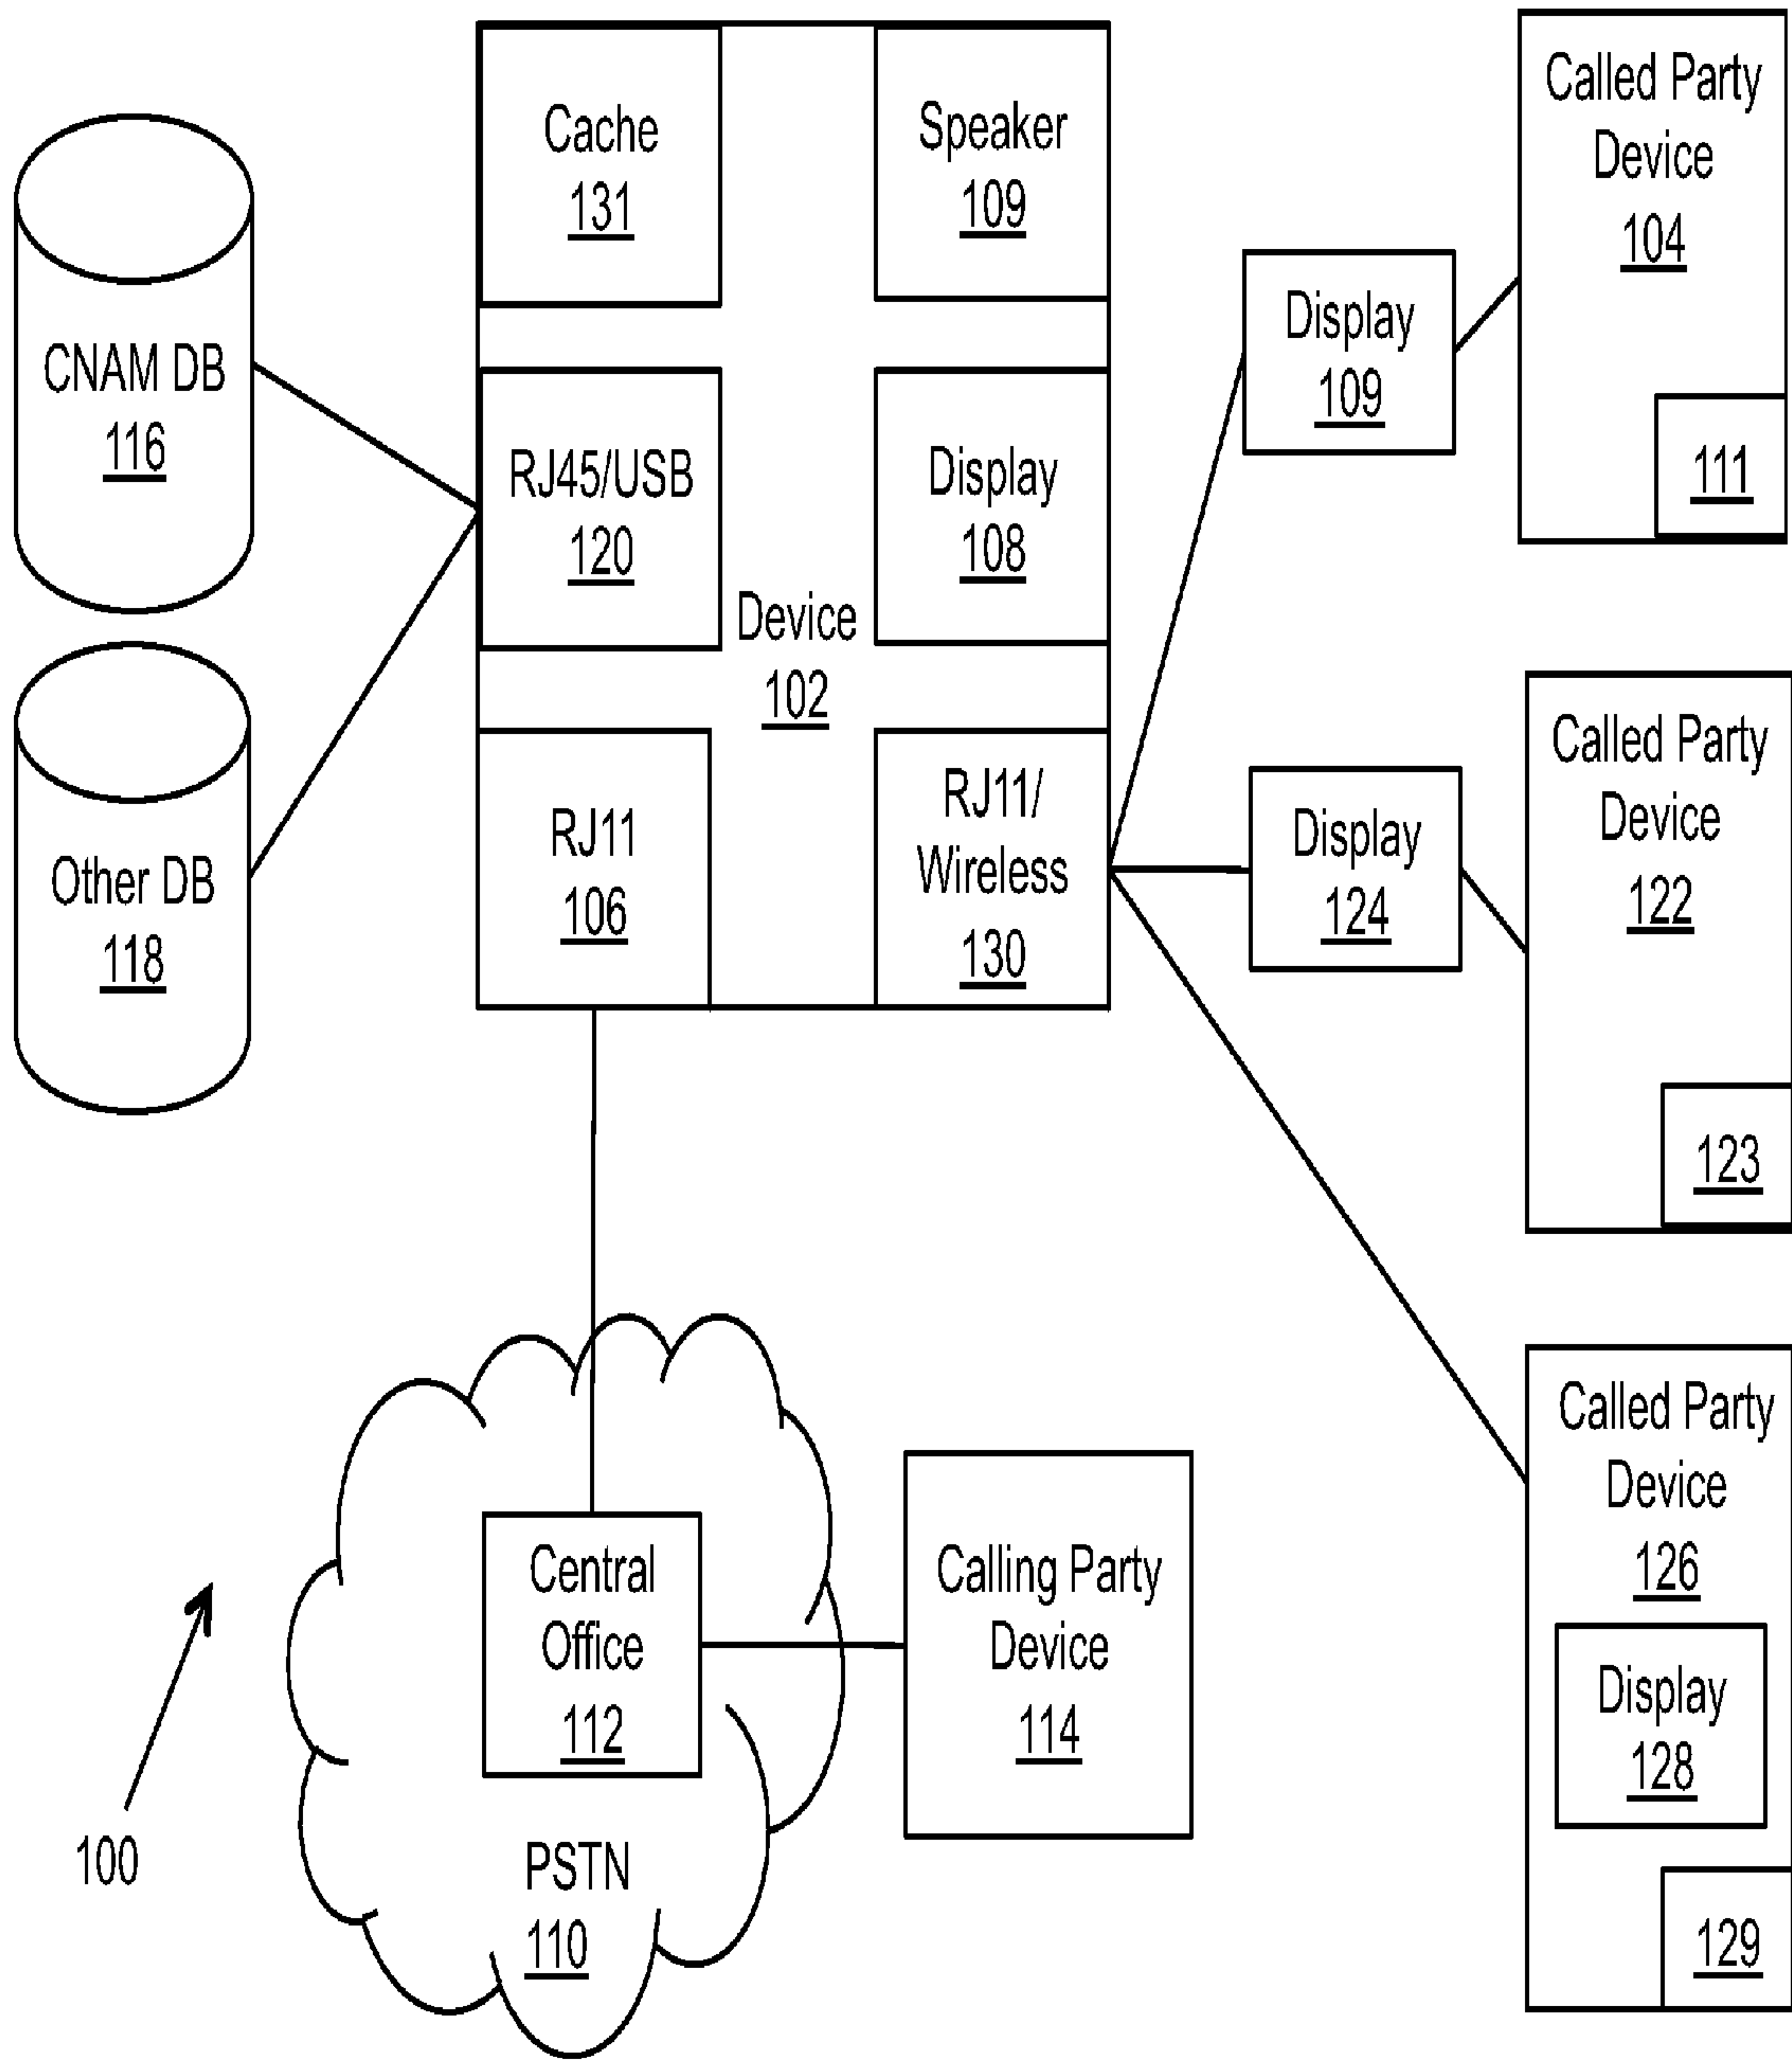 CNAM DB
116
Other DB
118
Cache
131
Speaker
109
RJ45/USB
120
Display
108
Device
102
RJ11
106
RJ11/
Wireless
130
Display
109
Called Party
Device
104
111
Display
124
Called Party
Device
122
123
Called Party
Device
126
Display
128
129
Central
Office
112
Calling Party
Device
114
PSTN
110
100